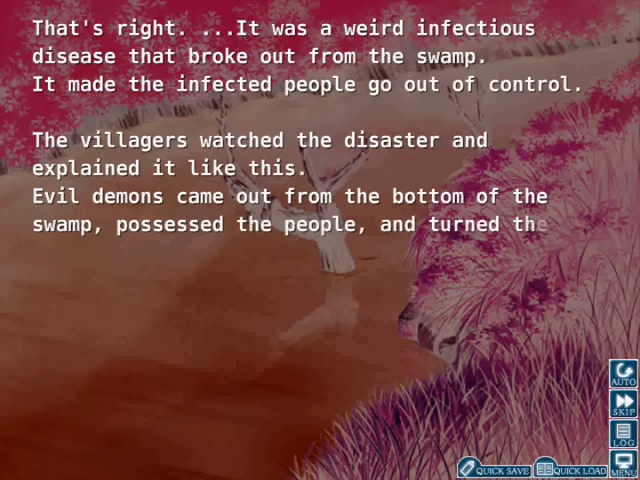 That's right. ...It was a weird infectious
disease that broke out from the swamp.
It made the infected people go out of control.
The villagers watched the disaster and
explained it like this.
Evil demons came out from the bottom of the
swamp, possessed the people, and turned the
AUTO
SKIP
LOG
QUICK SAVE
QUICK LOAD
MENU